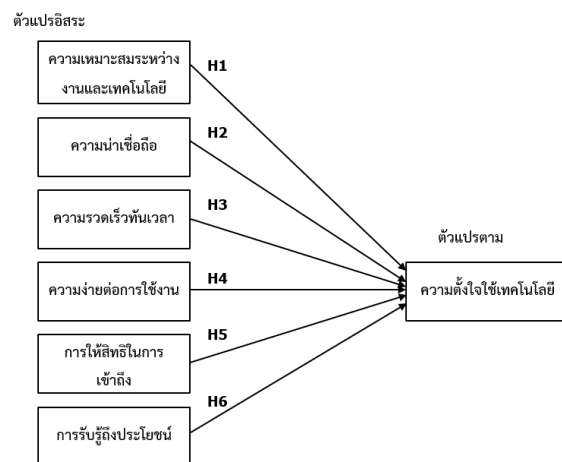 ตัวแปรอิสระ
ความเหมาะสมระหว่าง
งานและเทคโนโลยี
H1
ความน่าเชื่อถือ
H2
ความรวดเร็วทันเวลา
H3
ความง่ายต่อการใช้งาน
H4
การให้สิทธิในการ
เข้าถึง
H5
การรับรู้ถึงประโยชน์
H6
ตัวแปรตาม
ความตั้งใจใช้เทคโนโลยี